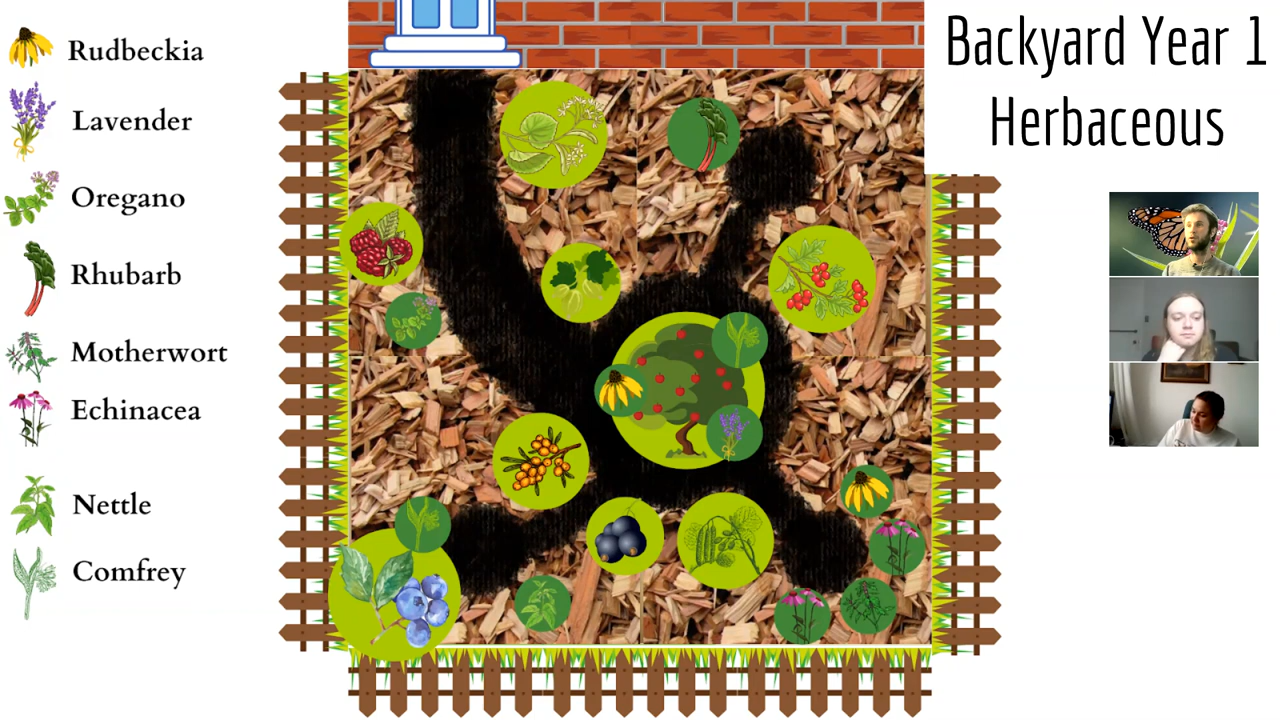 Backyard Year 1
Herbaceous
Rudbeckia
Lavender
Oregano
Rhubarb
Motherwort
Echinacea
Nettle
Comfrey